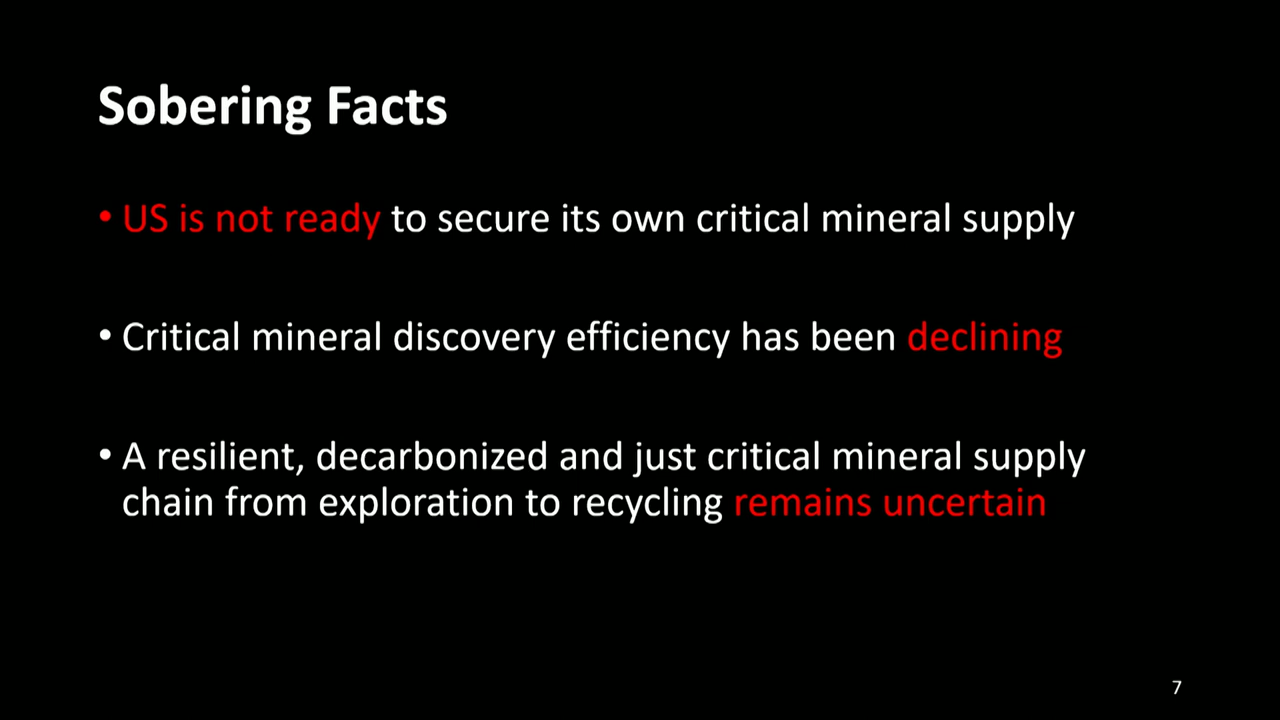 Sobering Facts
• US is not ready to secure its own critical mineral supply
• Critical mineral discovery efficiency has been declining
• A resilient, decarbonized and just critical mineral supply
chain from exploration to recycling remains uncertain
7